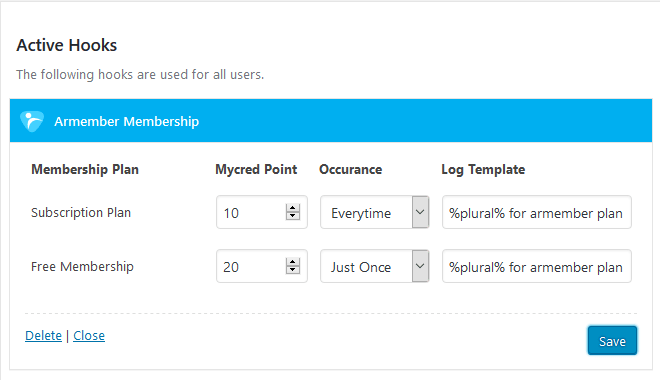 Active Hooks
The following hooks are used for all users.
Armember Membership
Membership Plan Mycred Point Occurance Log Template
Subscription Plan 10 Everytime %plural% for armember plan
Free Membership 20 Just Once %plural% for armember plan
Delete | Close Save